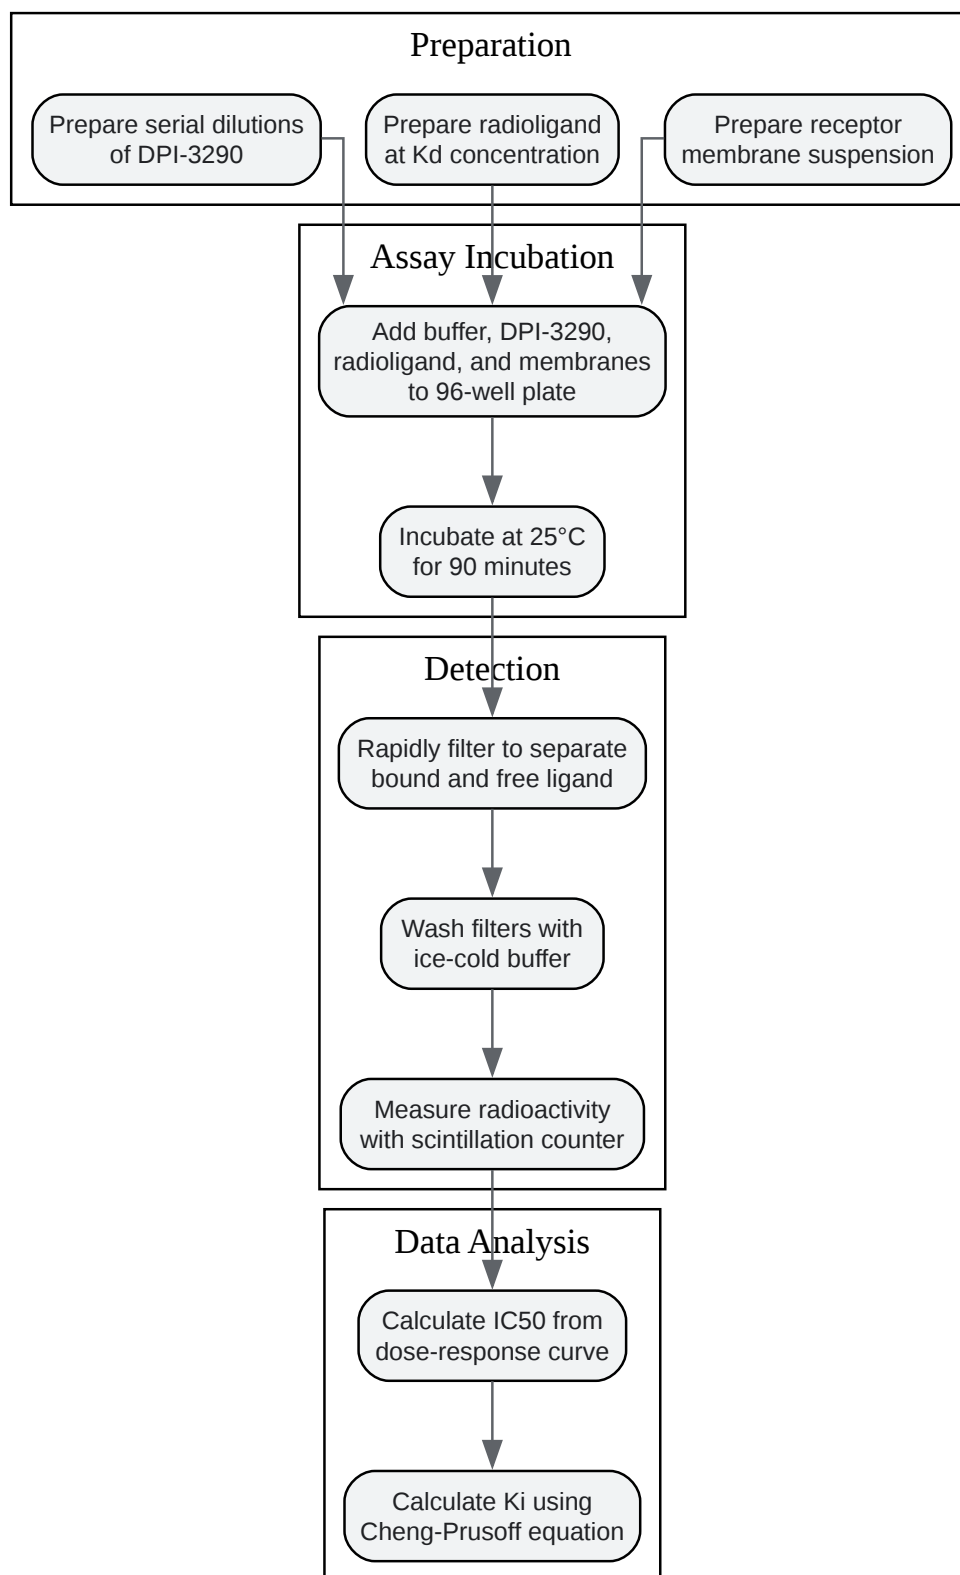 Preparation
Prepare serial dilutions
of DPI-3290
Prepare radioligand
at Kd concentration
Prepare receptor
membrane suspension
Assay Incubation
Add buffer, DPI-3290,
radioligand, and membranes
to 96-well plate
Incubate at 25°C
for 90 minutes
Detection
Rapidly filter to separate
bound and free ligand
Wash filters with
ice-cold buffer
Measure radioactivity
with scintillation counter
Data Analysis
Calculate IC50 from
dose-response curve
Calculate Ki using
Cheng-Prusoff equation